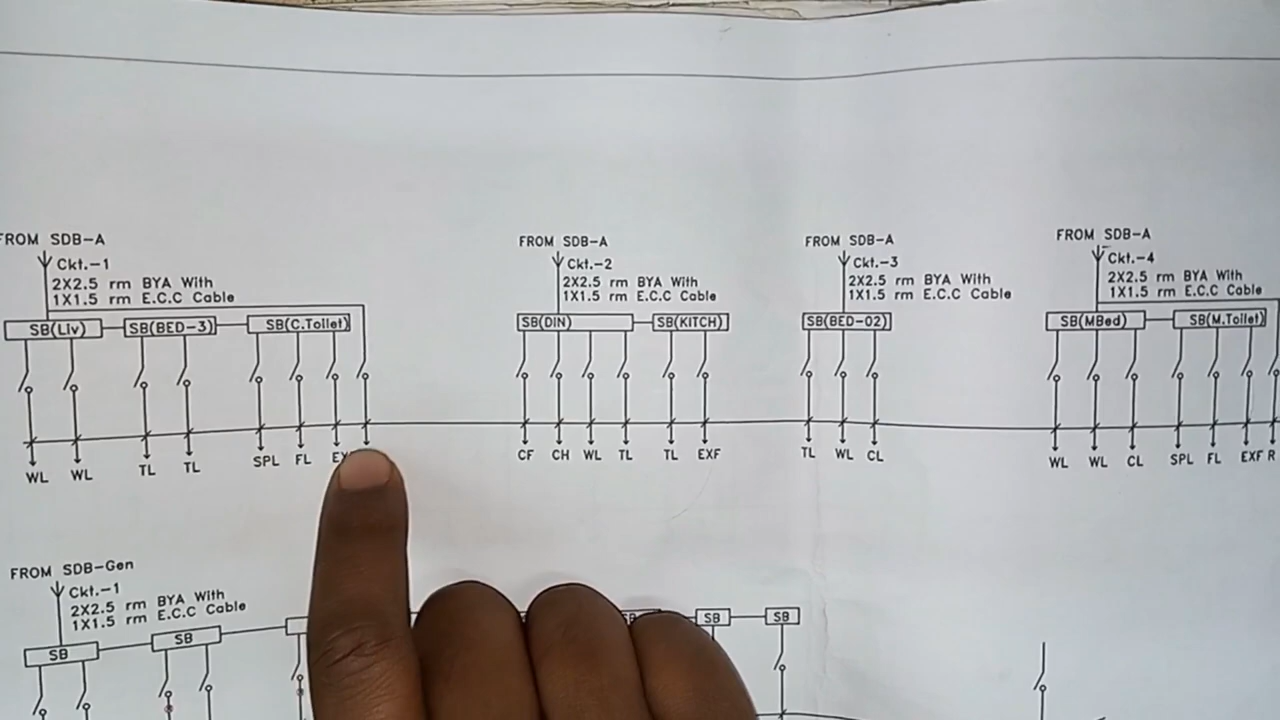 FROM SDB-A
Ckt.-1
2X2.5 rm BYA With
1X1.5 rm E.C.C Cable
SB(Liv)
SB(BED-3)
SB(C.Toilet)
WL
WL
TL
TL
SPL
FL
FROM SDB-A
Ckt.-2
2X2.5 rm BYA With
1X1.5 rm E.C.C Cable
SB(DIN)
SB(KITCH)
CF
CH
WL
TL
TL
EXF
FROM SDB-A
Ckt.-3
2X2.5 rm BYA With
1X1.5 rm E.C.C Cable
SB(BED-02)
TL
WL
CL
FROM SDB-A
Ckt.-4
2X2.5 rm BYA With
1X1.5 rm E.C.C Cable
SB(MBed)
SB(M.Toilet)
WL
WL
CL
SPL
FL
EXF
R
FROM SDB-Gen
Ckt.-1
2X2.5 rm BYA With
1X1.5 rm E.C.C Cable
SB
SB
SB
SB